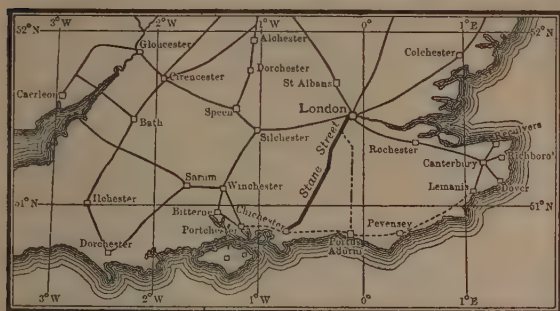 3°W 2°W 1°W 0° 1°E
52°N 52°N
Gloucester
Alchester
Colchester
Cirencester
Dorchester
St Albans
Caerleon
London
Speen
Bath
Silchester
Rochester
Reculvers
Richboro'
Canterbury
Stane Street
Sarum
Winchester
Lemanis
Dover
Ilchester
51°N 51°N
Bitterne
Chichester
Portchester
Pevensey
Portus
Adurni
Dorchester
3°W 2°W 1°W 0° 1°E